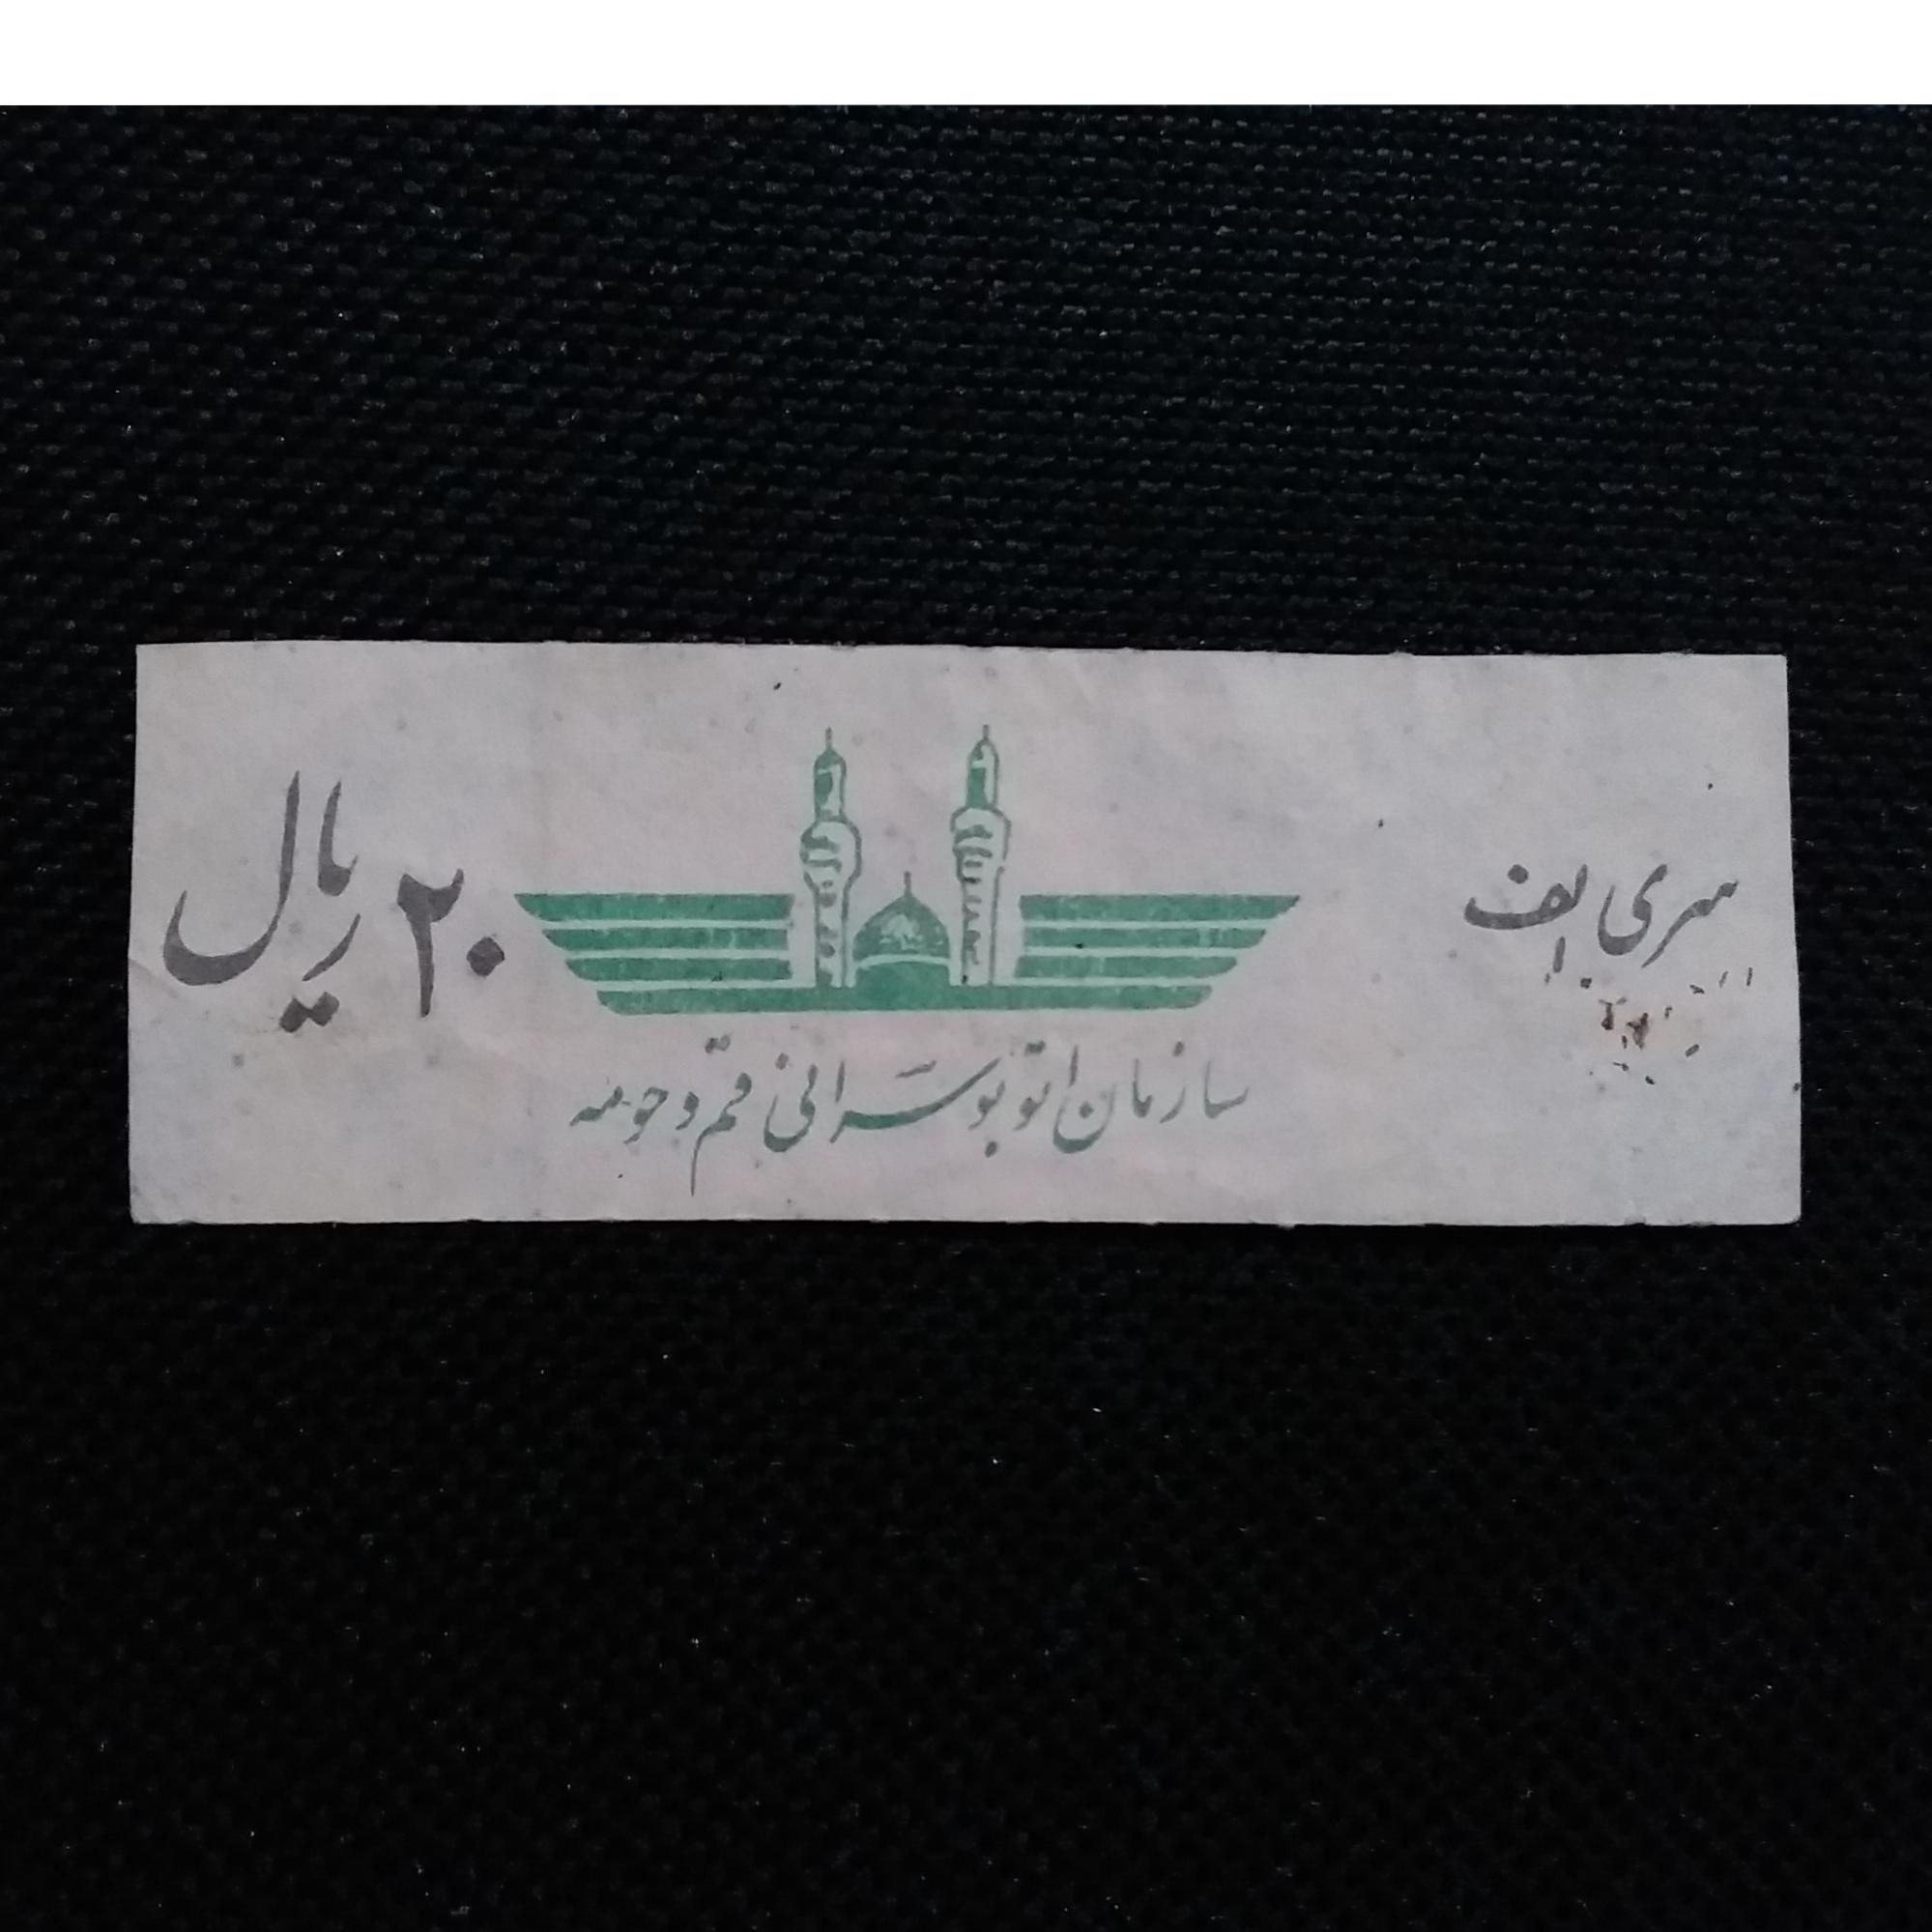 سری الف
۲۰ ریال
سازمان اتوبوسرانی قم و حومه